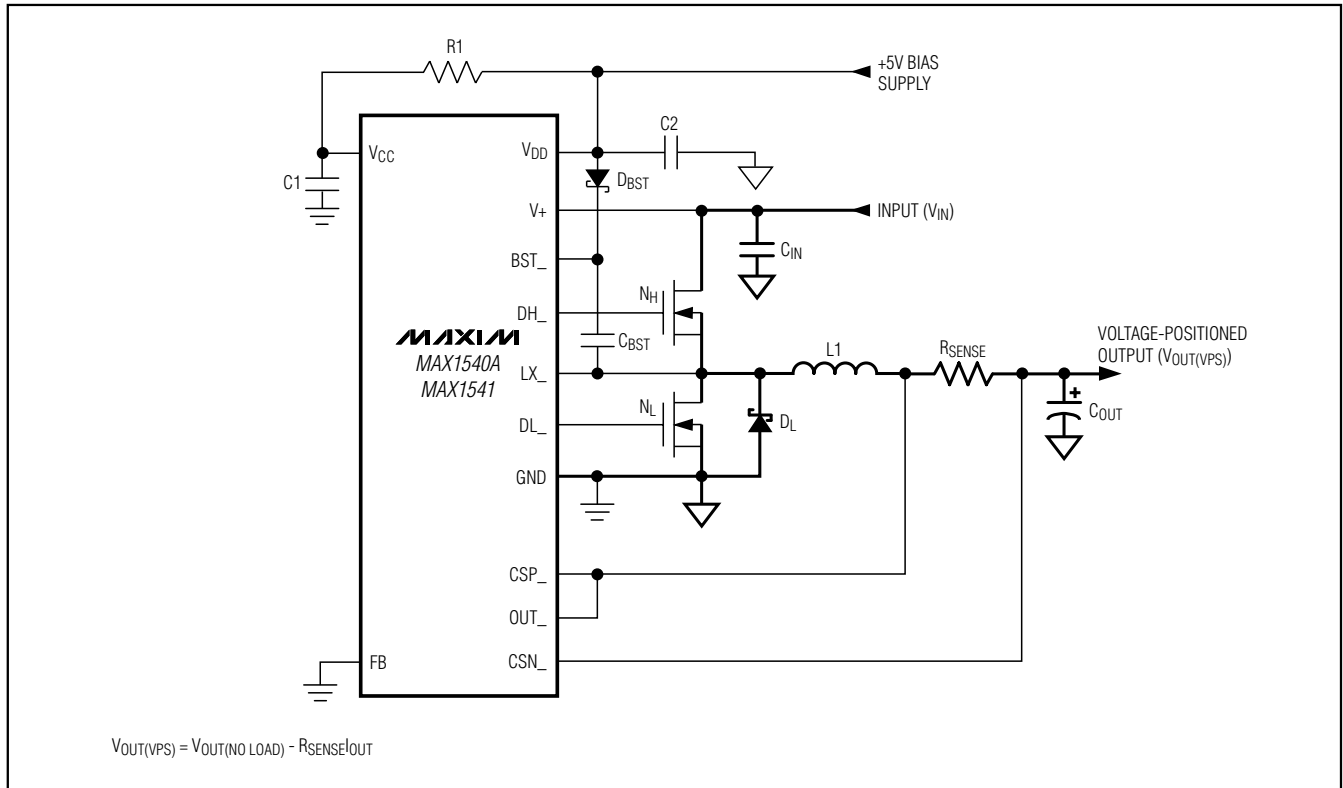 R1
+5V BIAS
SUPPLY
C2
VCC
VDD
C1
DBST
V+
INPUT (VIN)
CIN
BST_
NH
DH_
MAXIM
MAX1540A
MAX1541
CBST
VOLTAGE-POSITIONED
OUTPUT (VOUT(VPS))
L1
RSENSE
LX_
NL
DL_
DL
+
COUT
GND
CSP_
OUT_
FB
CSN_
VOUT(VPS) = VOUT(NO LOAD) - RSENSEIOUT